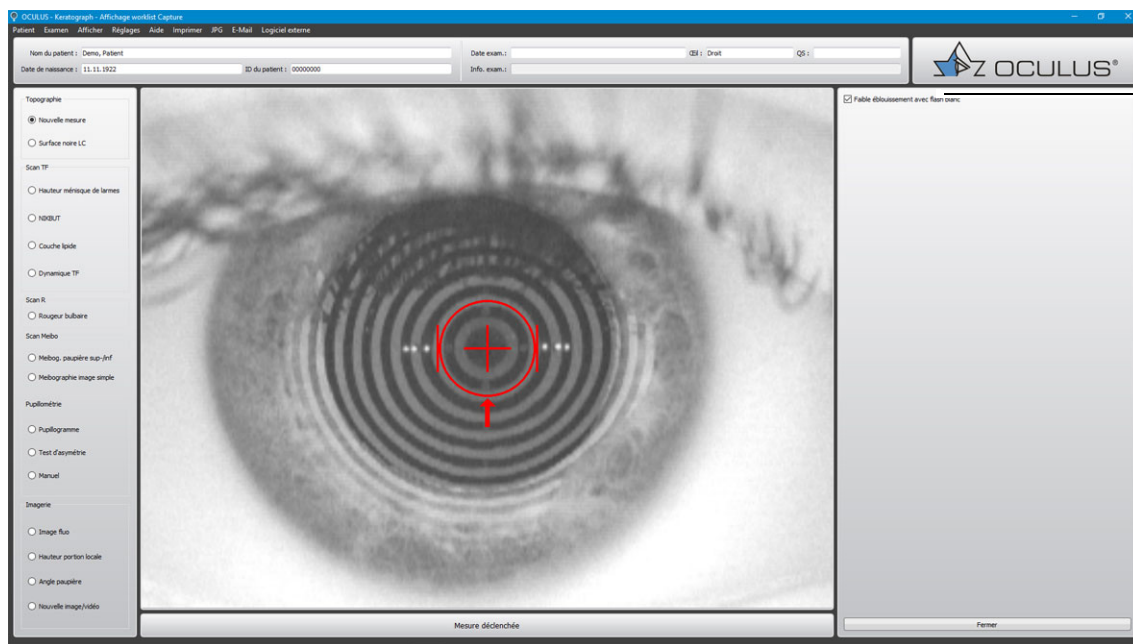 OCULUS - Keratograph - Affichage worklist Capture
Patient Examen Afficher Réglages Aide Imprimer JPG E-Mail Logiciel externe
Nom du patient : Demo, Patient
Date de naissance : 11.11.1922
ID du patient : 00000000
Date exam.:
Œil : Droit
QS :
Info. exam.:
OCULUS®
Topographie
Nouvelle mesure
Surface noire LC
Scan TF
Hauteur ménisque de larmes
NIKBUT
Couche lipide
Dynamique TF
Scan R
Rougeur bulbaire
Scan Meibo
Meibog. paupière sup-/inf
Meibographie image simple
Pupillométrie
Pupillogramme
Test d'asymétrie
Manuel
Imagerie
Image fluo
Hauteur portion locale
Angle paupière
Nouvelle image/vidéo
Faible éblouissement avec flash blanc
Mesure déclenchée
Fermer